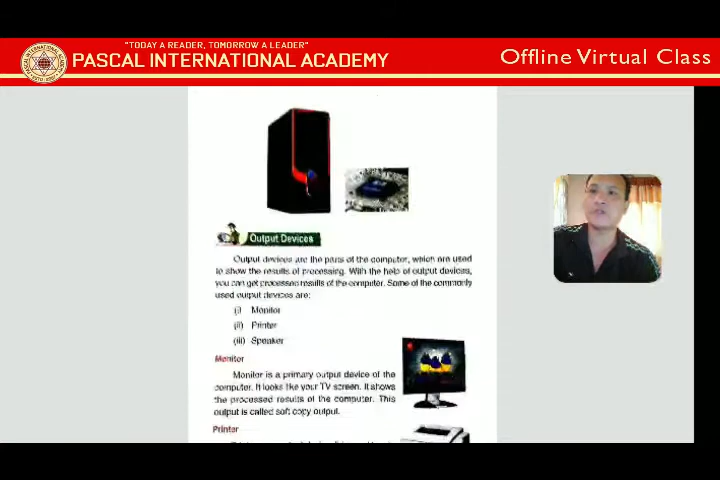 "TODAY A READER, TOMORROW A LEADER"
PASCAL INTERNATIONAL ACADEMY
Offline Virtual Class
Output Devices
Output devices are the parts of the computer, which are used
to show the results of processing. With the help of output devices,
you can get processed results of the computer. Some of the commonly
used output devices are:
(i) Monitor
(ii) Printer
(iii) Speaker
Monitor
Monitor is a primary output device of the
computer. It looks like your TV screen. It shows
the processed results of the computer. This
output is called soft copy output.
Printer